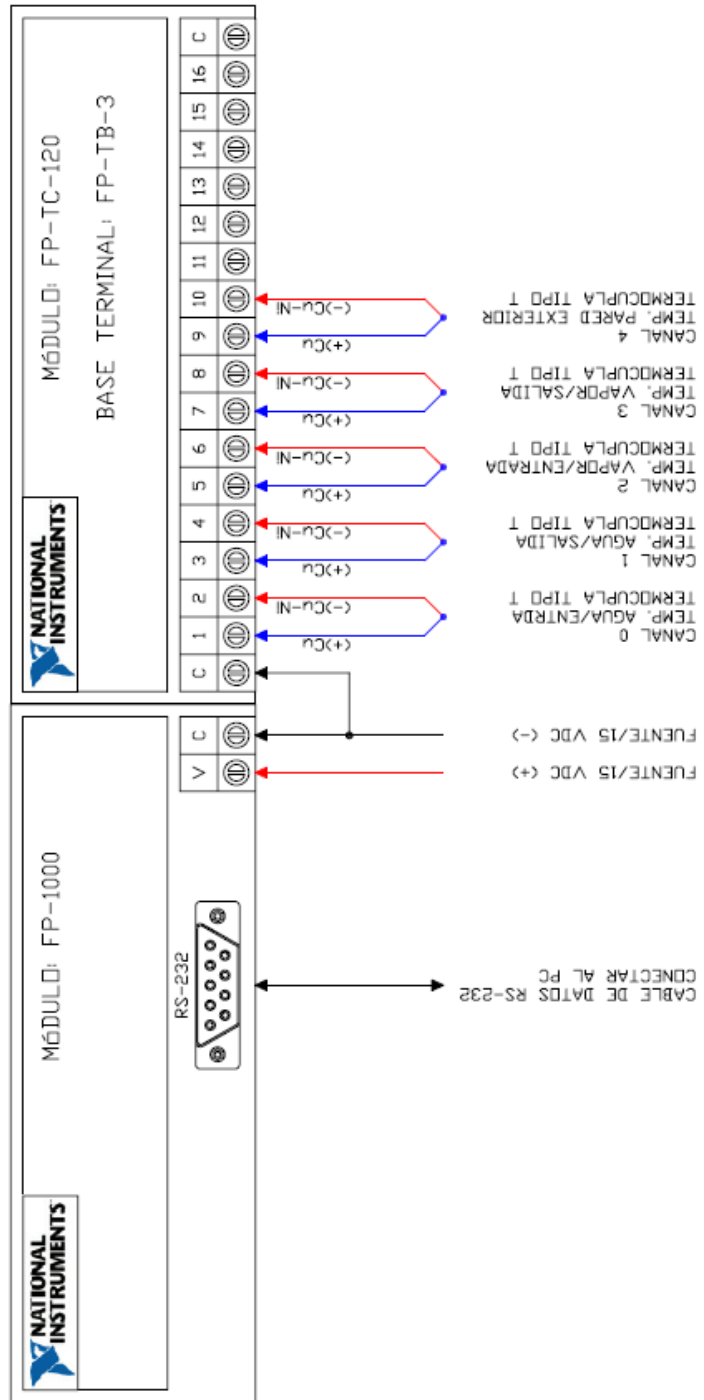 NATIONAL
INSTRUMENTS
MóDULO: FP-1000
RS-232
V
C
NATIONAL
INSTRUMENTS
MóDULO: FP-TC-120
BASE TERMINAL: FP-TB-3
C
1
2
3
4
5
6
7
8
9
10
11
12
13
14
15
16
C
(+)Cu
(-)Cu-Ni
(+)Cu
(-)Cu-Ni
(+)Cu
(-)Cu-Ni
(+)Cu
(-)Cu-Ni
(+)Cu
(-)Cu-Ni
CANAL 4
TEMP. PARED EXTERIOR
TERMOCUPLA TIPO T
CANAL 3
TEMP. VAPOR/SALIDA
TERMOCUPLA TIPO T
CANAL 2
TEMP. VAPOR/ENTRADA
TERMOCUPLA TIPO T
CANAL 1
TEMP. AGUA/SALIDA
TERMOCUPLA TIPO T
CANAL 0
TEMP. AGUA/ENTRDA
TERMOCUPLA TIPO T
FUENTE/15 VDC (-)
FUENTE/15 VDC (+)
CABLE DE DATOS RS-232
CONECTAR AL PC